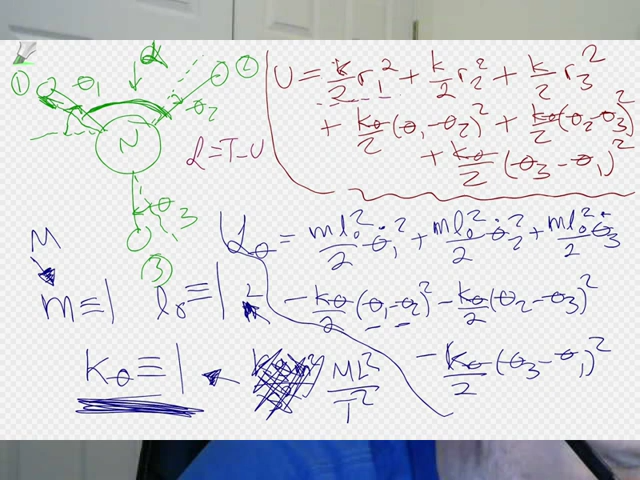 ① θ₁ α ② θ₂
N
θ₃
③
ℒ = T - U
U = k/2 r₁² + k/2 r₂² + k/2 r₃²
+ kθ/2 (θ₁ - θ₂)² + kθ/2 (θ₂ - θ₃)²
+ kθ/2 (θ₃ - θ₁)²
ℒθ = ml₀²/2 θ̇₁² + ml₀²/2 θ̇₂² + ml₀²/2 θ̇₃
- kθ/2 (θ₁ - θ₂)² - kθ/2 (θ₂ - θ₃)²
- kθ/2 (θ₃ - θ₁)²
M
m ≡ 1 l₀ ≡ 1
kθ ≡ 1
ML²/T²